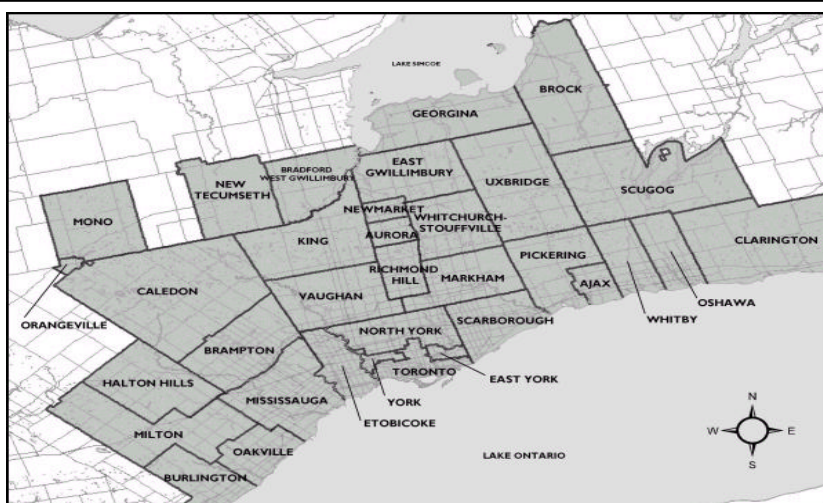 LAKE SIMCOE
BROCK
GEORGINA
EAST
GWILLIMBURY
BRADFORD
WEST GWILLIMBURY
NEW
TECUMSETH
UXBRIDGE
SCUGOG
MONO
NEWMARKET
WHITCHURCH-
STOUFFVILLE
AURORA
KING
CLARINGTON
PICKERING
RICHMOND
HILL
MARKHAM
AJAX
CALEDON
VAUGHAN
OSHAWA
WHITBY
ORANGEVILLE
SCARBOROUGH
NORTH YORK
BRAMPTON
TORONTO
EAST YORK
HALTON HILLS
MISSISSAUGA
YORK
ETOBICOKE
N
W
E
S
MILTON
OAKVILLE
LAKE ONTARIO
BURLINGTON